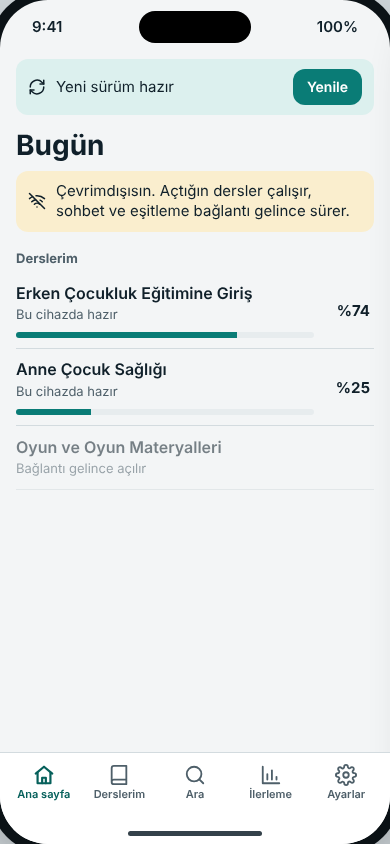 9:41
100%
Yeni sürüm hazır
Yenile
Bugün
Çevrimdışısın. Açtığın dersler çalışır,
sohbet ve eşitleme bağlantı gelince sürer.
Derslerim
Erken Çocukluk Eğitimine Giriş
Bu cihazda hazır
%74
Anne Çocuk Sağlığı
Bu cihazda hazır
%25
Oyun ve Oyun Materyalleri
Bağlantı gelince açılır
Ana sayfa
Derslerim
Ara
İlerleme
Ayarlar